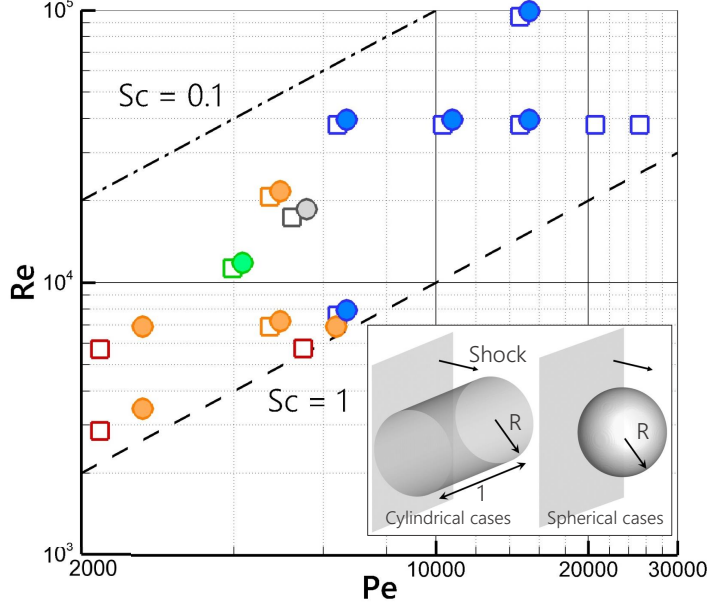 10⁵
Sc = 0.1
Re
10⁴
Shock
Sc = 1
R
R
1
Cylindrical cases
Spherical cases
10³
2000
10000
20000
30000
Pe